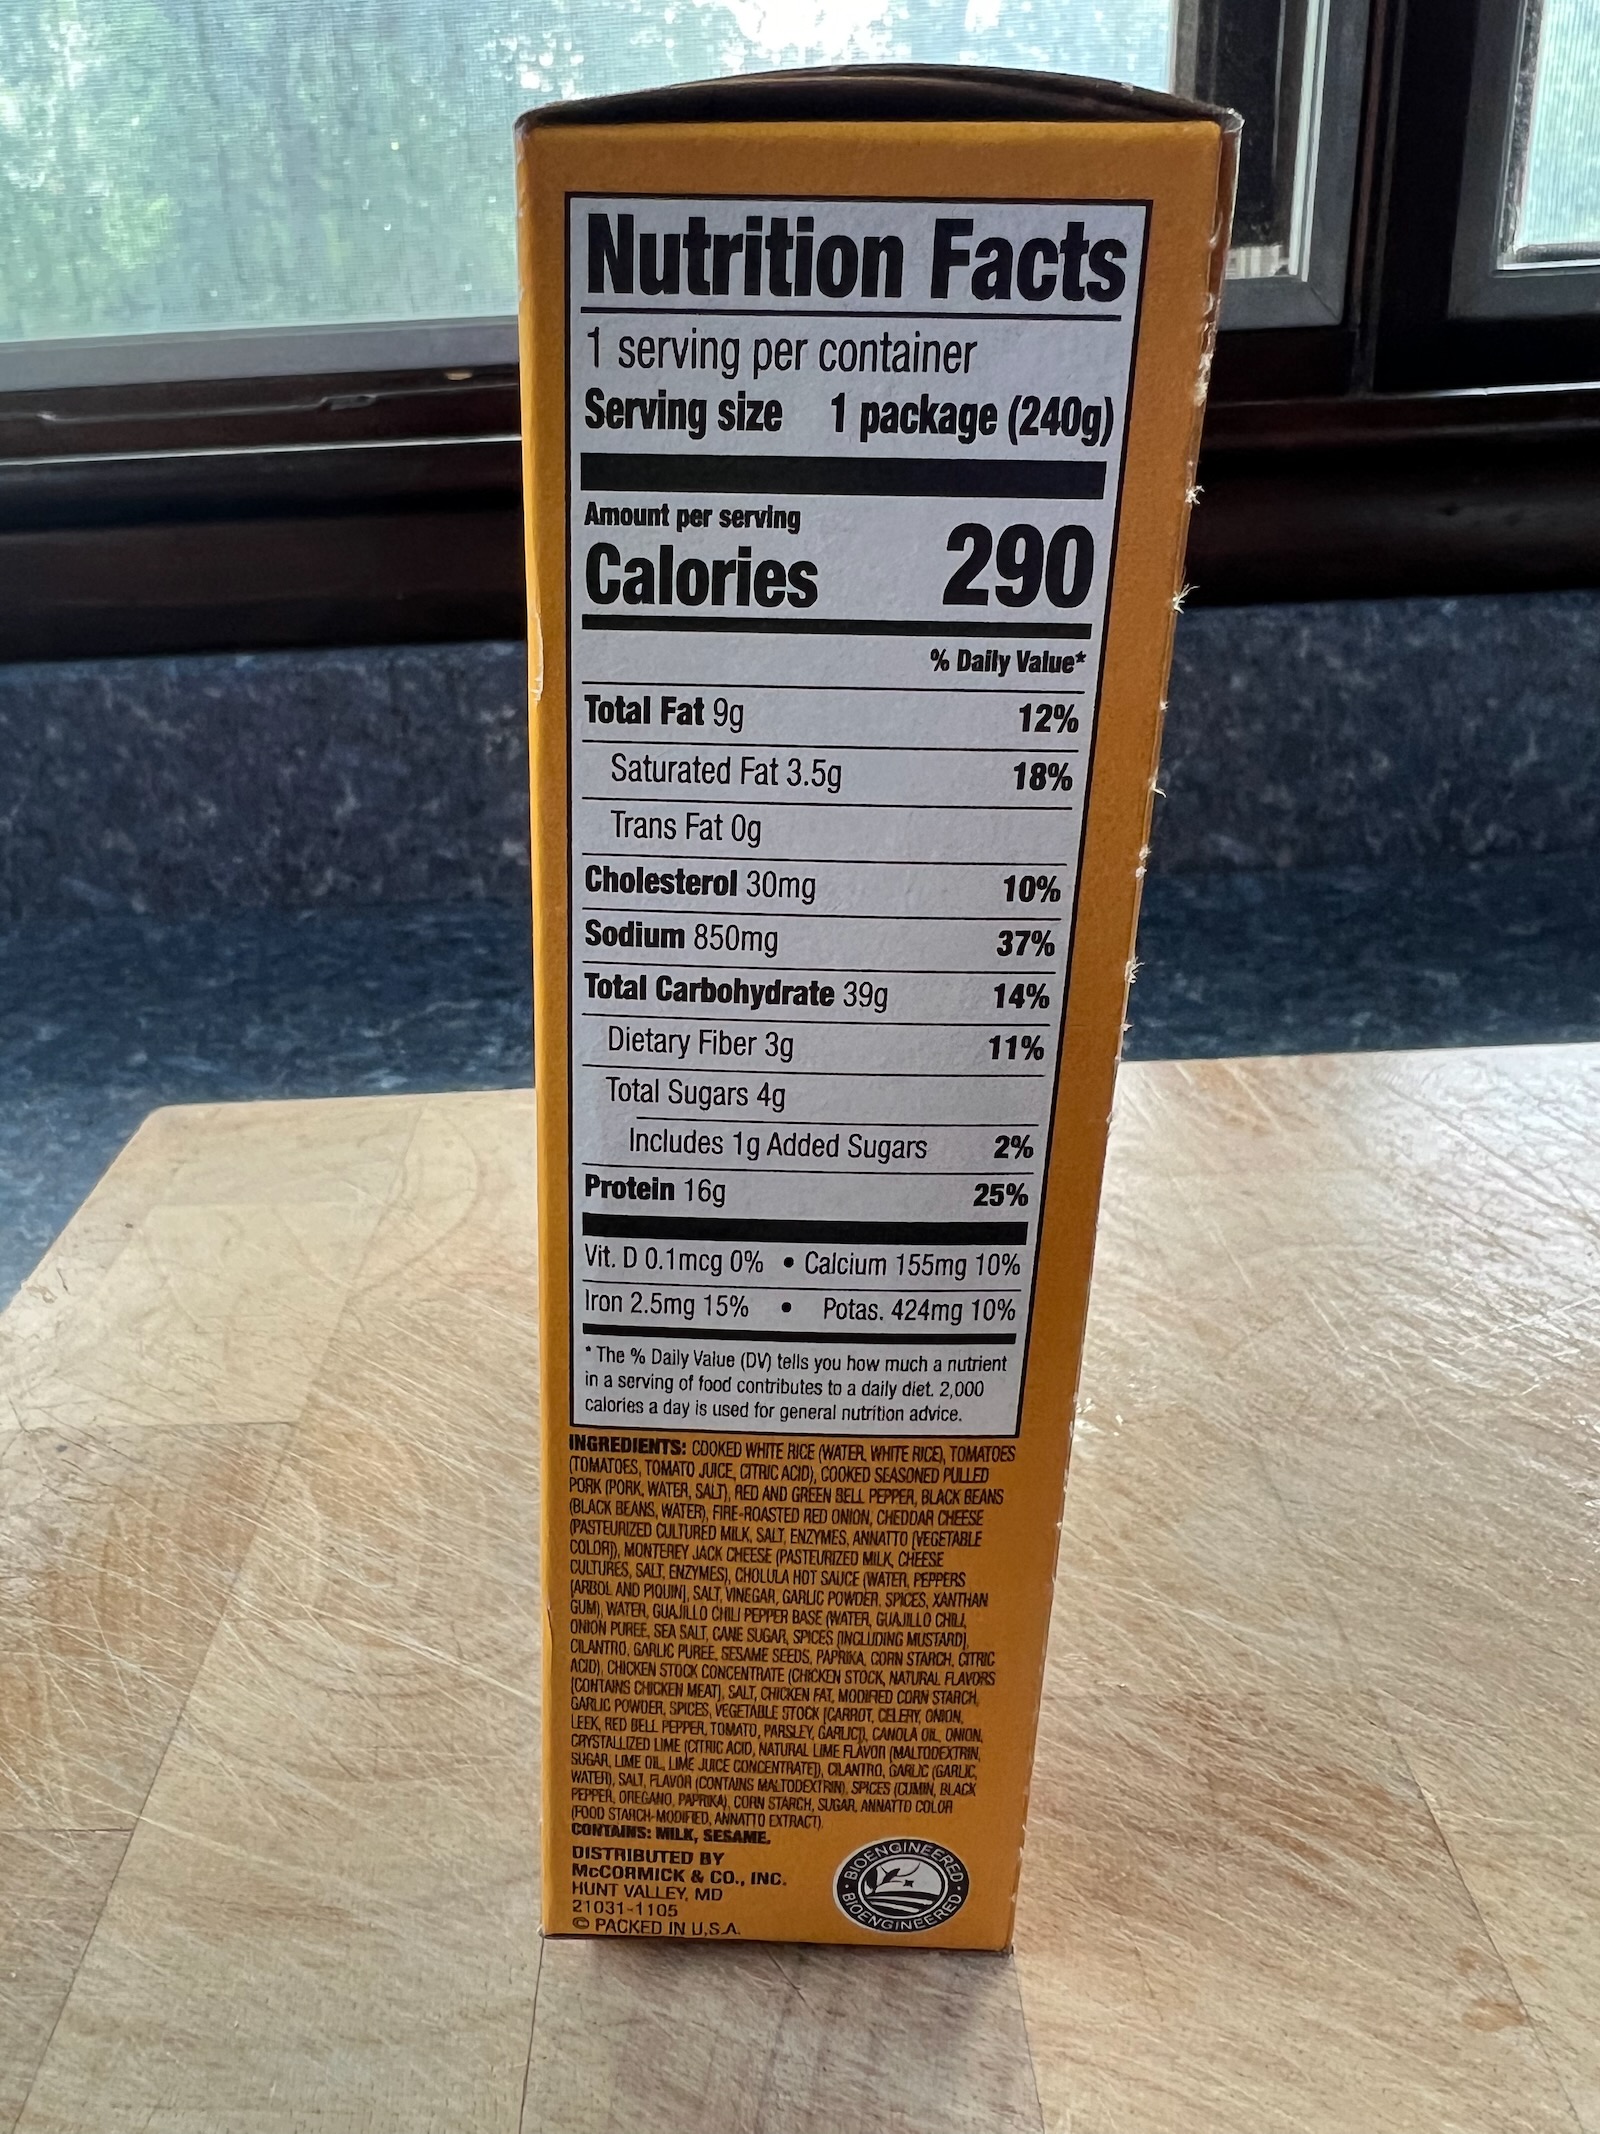 Nutrition Facts
1 serving per container
Serving size 1 package (240g)
Amount per serving
Calories 290
% Daily Value*
Total Fat 9g 12%
Saturated Fat 3.5g 18%
Trans Fat 0g
Cholesterol 30mg 10%
Sodium 850mg 37%
Total Carbohydrate 39g 14%
Dietary Fiber 3g 11%
Total Sugars 4g
Includes 1g Added Sugars 2%
Protein 16g 25%
Vit. D 0.1mcg 0% • Calcium 155mg 10%
Iron 2.5mg 15% • Potas. 424mg 10%
* The % Daily Value (DV) tells you how much a nutrient
in a serving of food contributes to a daily diet. 2,000
calories a day is used for general nutrition advice.
INGREDIENTS: COOKED WHITE RICE (WATER, WHITE RICE), TOMATOES
(TOMATOES, TOMATO JUICE, CITRIC ACID), COOKED SEASONED PULLED
PORK (PORK, WATER, SALT), RED AND GREEN BELL PEPPER, BLACK BEANS
(BLACK BEANS, WATER), FIRE-ROASTED RED ONION, CHEDDAR CHEESE
(PASTEURIZED CULTURED MILK, SALT, ENZYMES, ANNATTO [VEGETABLE
COLOR]), MONTEREY JACK CHEESE (PASTEURIZED MILK, CHEESE
CULTURES, SALT, ENZYMES), CHOLULA HOT SAUCE (WATER, PEPPERS
[ARBOL AND PIQUIN], SALT, VINEGAR, GARLIC POWDER, SPICES, XANTHAN
GUM), WATER, GUAJILLO CHILI PEPPER BASE (WATER, GUAJILLO CHILI,
ONION PUREE, SEA SALT, CANE SUGAR, SPICES [INCLUDING MUSTARD],
CILANTRO, GARLIC PUREE, SESAME SEEDS, PAPRIKA, CORN STARCH, CITRIC
ACID), CHICKEN STOCK CONCENTRATE (CHICKEN STOCK, NATURAL FLAVORS
[CONTAINS CHICKEN MEAT], SALT, CHICKEN FAT, MODIFIED CORN STARCH,
GARLIC POWDER, SPICES, VEGETABLE STOCK [CARROT, CELERY, ONION,
LEEK, RED BELL PEPPER, TOMATO, PARSLEY, GARLIC]), CANOLA OIL, ONION,
CRYSTALLIZED LIME (CITRIC ACID, NATURAL LIME FLAVOR [MALTODEXTRIN,
SUGAR, LIME OIL, LIME JUICE CONCENTRATE]), CILANTRO, GARLIC (GARLIC,
WATER), SALT, FLAVOR (CONTAINS MALTODEXTRIN), SPICES (CUMIN, BLACK
PEPPER, OREGANO, PAPRIKA), CORN STARCH, SUGAR, ANNATTO COLOR
(FOOD STARCH-MODIFIED, ANNATTO EXTRACT).
CONTAINS: MILK, SESAME.
DISTRIBUTED BY
McCORMICK & CO., INC.
HUNT VALLEY, MD
21031-1105
© PACKED IN U.S.A.
BIOENGINEERED • BIOENGINEERED •